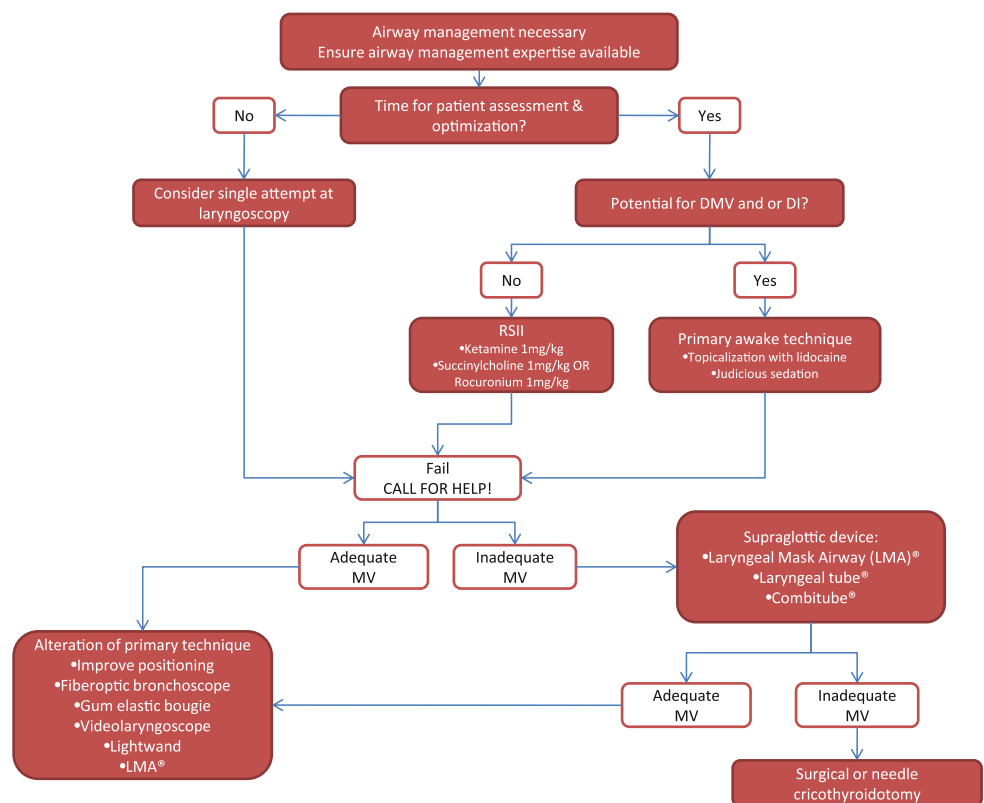 Airway management necessary
Ensure airway management expertise available
Time for patient assessment &
optimization?
No
Yes
Consider single attempt at
laryngoscopy
Potential for DMV and or DI?
No
Yes
RSII
•Ketamine 1mg/kg
•Succinylcholine 1mg/kg OR
Rocuronium 1mg/kg
Primary awake technique
•Topicalization with lidocaine
•Judicious sedation
Fail
CALL FOR HELP!
Adequate
MV
Inadequate
MV
Supraglottic device:
•Laryngeal Mask Airway (LMA)®
•Laryngeal tube®
•Combitube®
Alteration of primary technique
•Improve positioning
•Fiberoptic bronchoscope
•Gum elastic bougie
•Videolaryngoscope
•Lightwand
•LMA®
Adequate
MV
Inadequate
MV
Surgical or needle
cricothyroidotomy